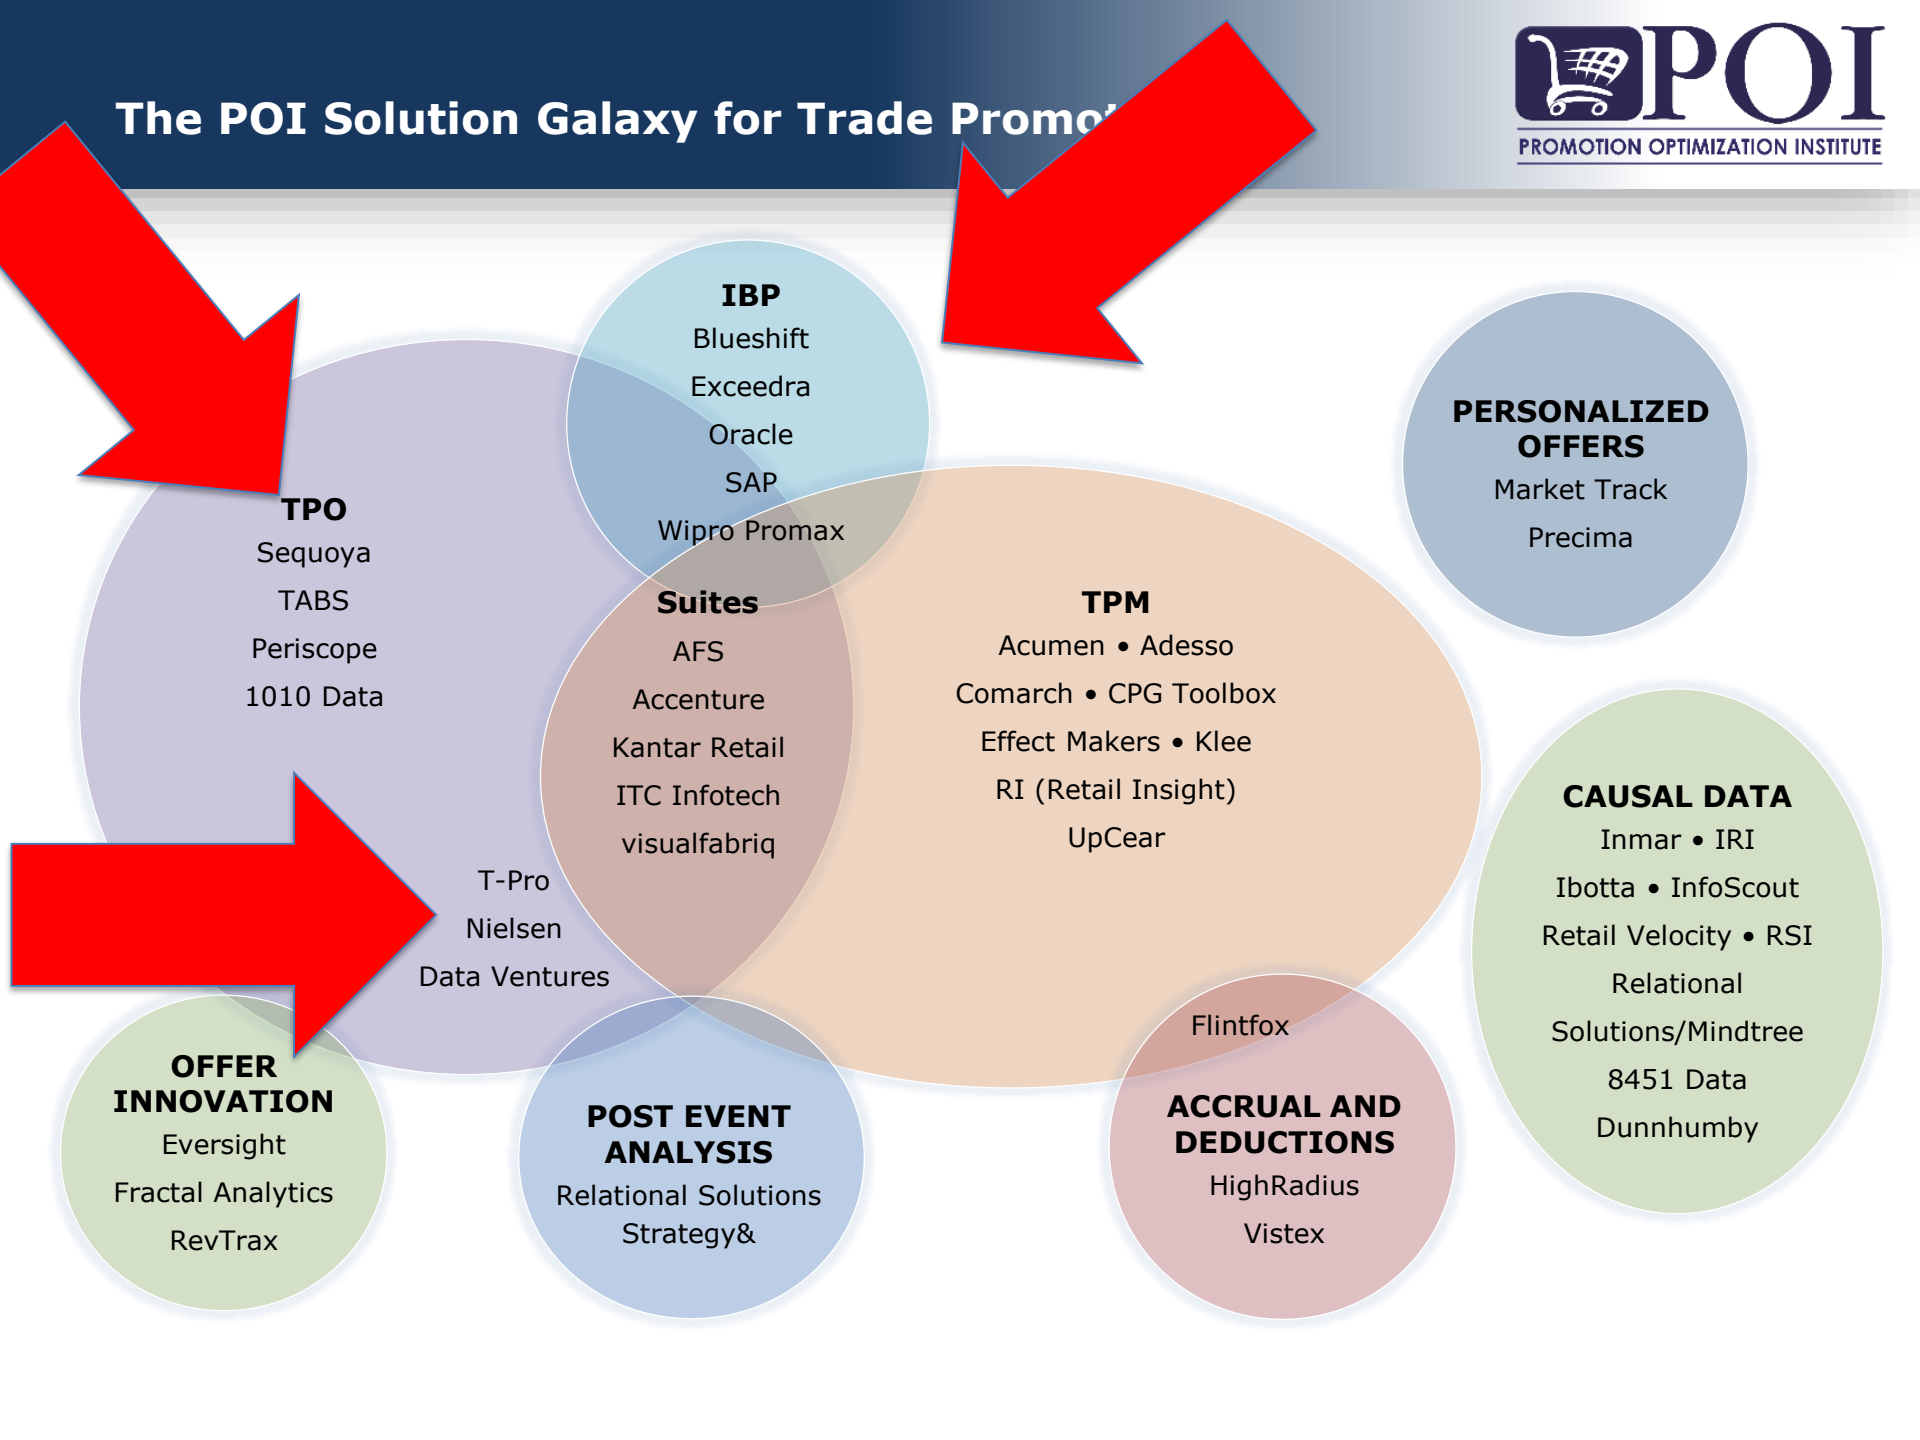 The POI Solution Galaxy for Trade
POI
PROMOTION OPTIMIZATION INSTITUTE
IBP
Blueshift
Exceedra
Oracle
SAP
Wipro Promax
PERSONALIZED
OFFERS
Market Track
Precima
TPO
Sequoya
TABS
Periscope
1010 Data
Suites
AFS
Accenture
Kantar Retail
ITC Infotech
visualfabriq
TPM
Acumen • Adesso
Comarch • CPG Toolbox
Effect Makers • Klee
RI (Retail Insight)
UpCear
T-Pro
Nielsen
Data Ventures
CAUSAL DATA
Inmar • IRI
Ibotta • InfoScout
Retail Velocity • RSI
Relational
Solutions/Mindtree
8451 Data
Dunnhumby
OFFER
INNOVATION
Eversight
Fractal Analytics
RevTrax
POST EVENT
ANALYSIS
Relational Solutions
Strategy&
Flintfox
ACCRUAL AND
DEDUCTIONS
HighRadius
Vistex